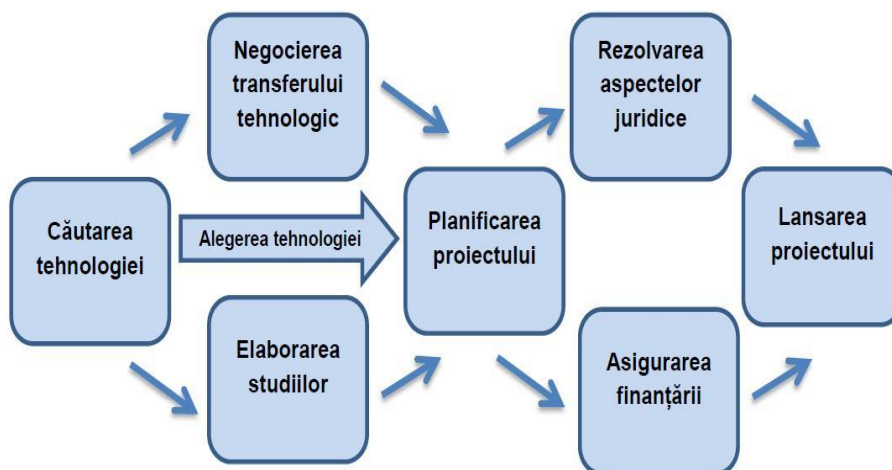 Negocierea
transferului
tehnologic
Rezolvarea
aspectelor
juridice
Căutarea
tehnologiei
Alegerea tehnologiei
Planificarea
proiectului
Lansarea
proiectului
Elaborarea
studiilor
Asigurarea
finanțării